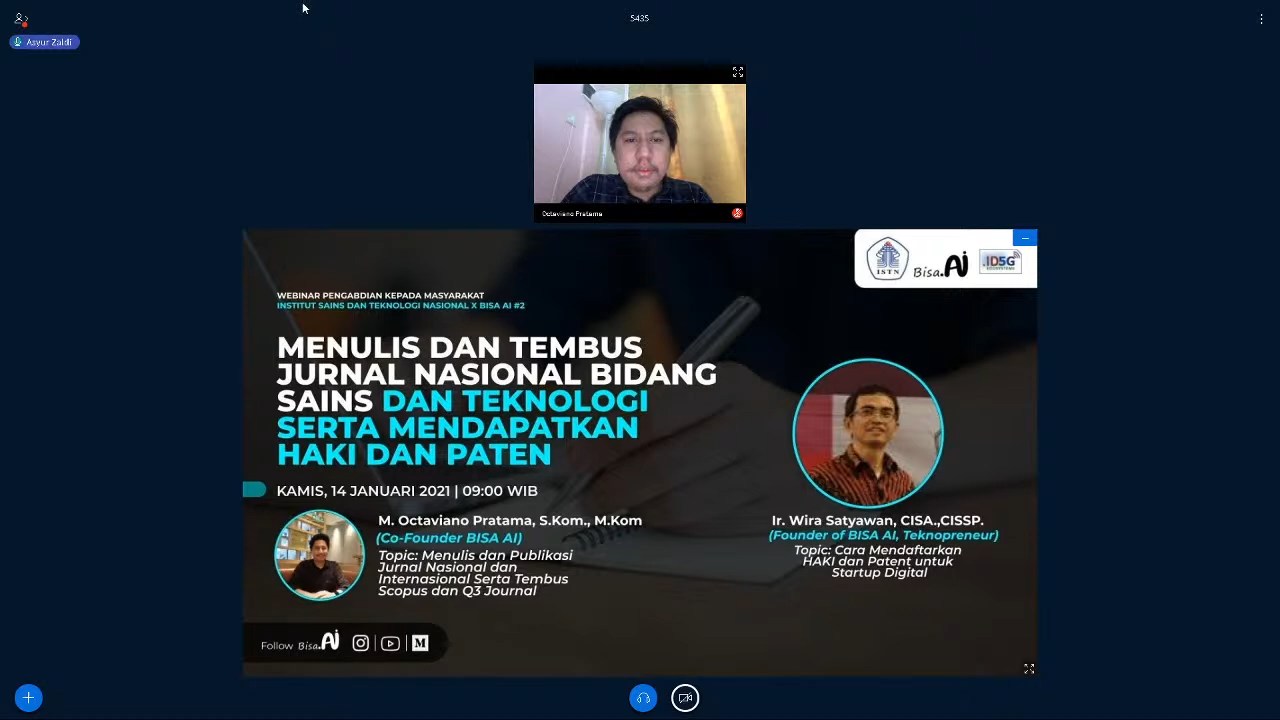 5435
Asyur Zaldi
Octaviano Pratama
ISTN
Bisa.AI
.ID5G
WEBINAR PENGABDIAN KEPADA MASYARAKAT
INSTITUT SAINS DAN TEKNOLOGI NASIONAL X BISA AI #2
MENULIS DAN TEMBUS
JURNAL NASIONAL BIDANG
SAINS DAN TEKNOLOGI
SERTA MENDAPATKAN
HAKI DAN PATEN
KAMIS, 14 JANUARI 2021 | 09:00 WIB
M. Octaviano Pratama, S.Kom., M.Kom
(Co-Founder BISA AI)
Topic: Menulis dan Publikasi
Jurnal Nasional dan
Internasional Serta Tembus
Scopus dan Q3 Journal
Ir. Wira Satyawan, CISA.,CISSP.
(Founder of BISA AI, Teknopreneur)
Topic: Cara Mendaftarkan
HAKI dan Patent untuk
Startup Digital
Follow Bisa.AI